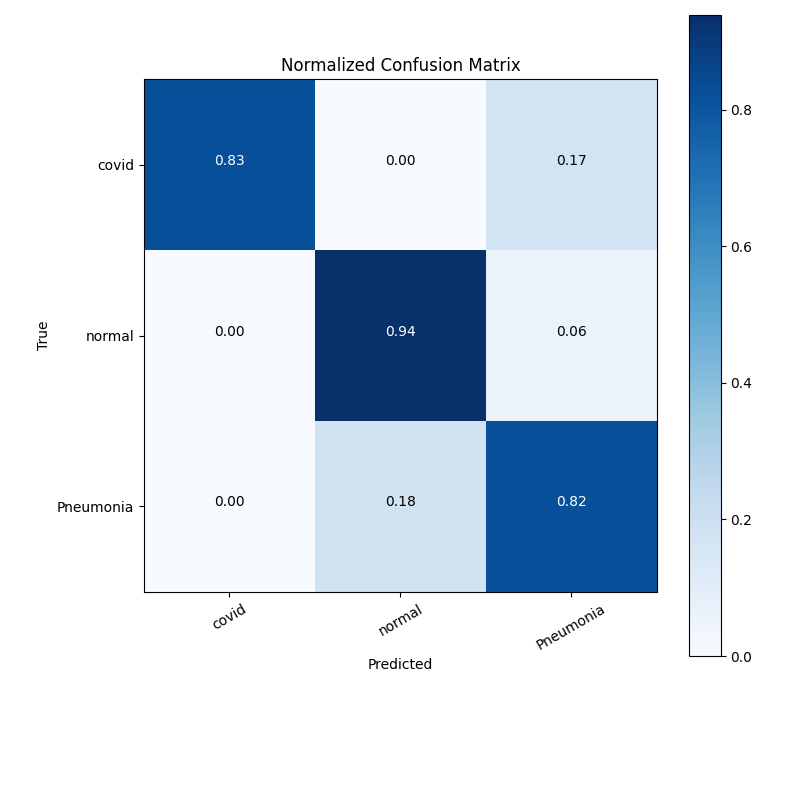 Normalized Confusion Matrix
True
covid 0.83 0.00 0.17
normal 0.00 0.94 0.06
Pneumonia 0.00 0.18 0.82
covid normal Pneumonia
Predicted
0.8
0.6
0.4
0.2
0.0